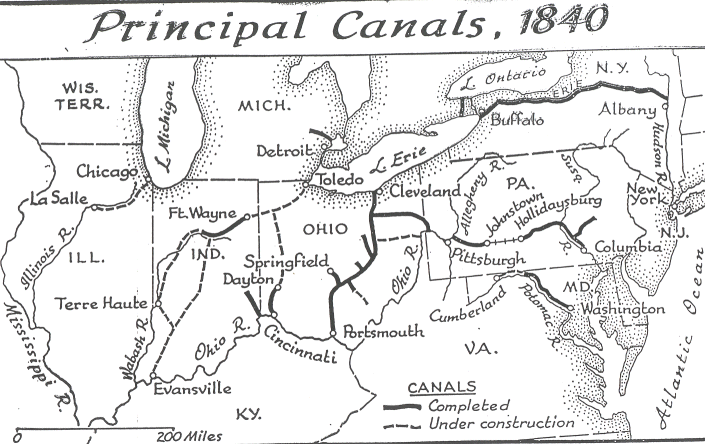 Principal Canals, 1840
WIS.
TERR.
L Michigan
MICH.
L Ontario
N.Y.
ERIE
Albany
Buffalo
Hudson R.
Detroit
L Erie
Chicago
Toledo
Cleveland
Allegheny R.
PA.
Susq.
R.
La Salle
Ft. Wayne
OHIO
Johnstown
Hollidaysburg
New
York
N.J.
Illinois R.
ILL.
IND.
Springfield
Dayton
Ohio R.
Pittsburgh
Columbia
MD.
Terre Haute
Cumberland
Potomac R.
Washington
Mississippi R.
Wabash R.
Ohio R.
Cincinnati
Portsmouth
VA.
Atlantic Ocean
Evansville
KY.
CANALS
Completed
Under construction
0
200 Miles